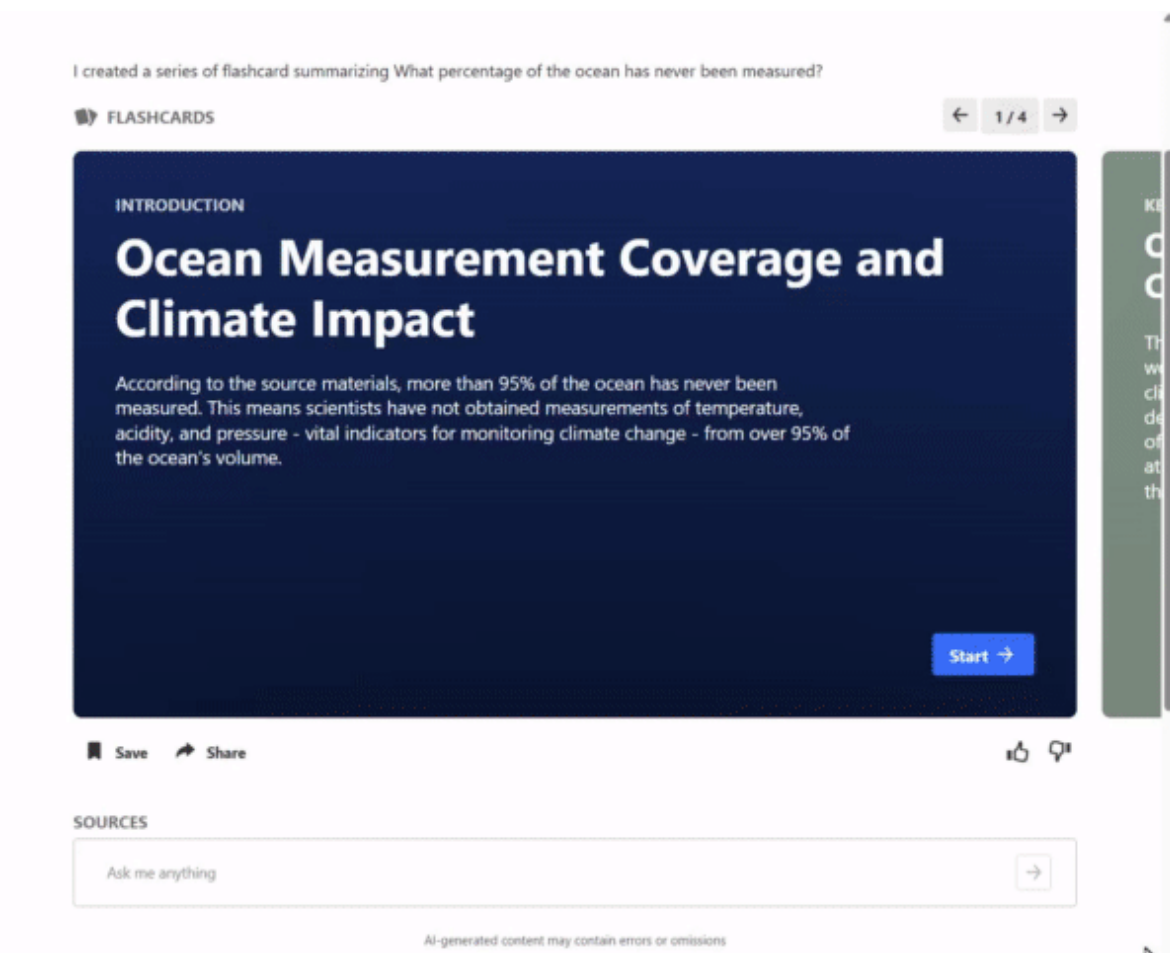 I created a series of flashcard summarizing What percentage of the ocean has never been measured?
FLASHCARDS
1 / 4
INTRODUCTION
Ocean Measurement Coverage and
Climate Impact
According to the source materials, more than 95% of the ocean has never been
measured. This means scientists have not obtained measurements of temperature,
acidity, and pressure - vital indicators for monitoring climate change - from over 95% of
the ocean's volume.
Start
Save
Share
SOURCES
Ask me anything
AI-generated content may contain errors or omissions